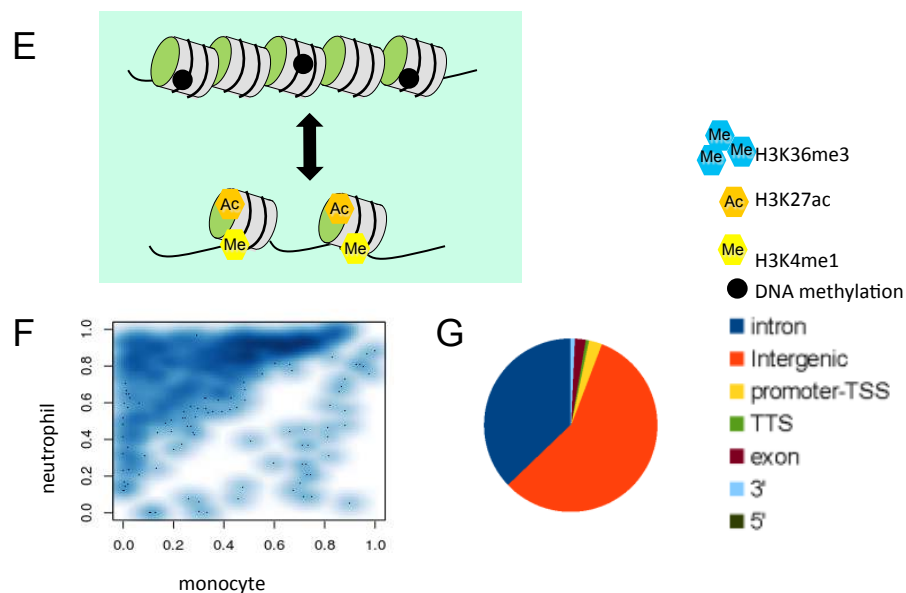 E
Ac
Ac
Me
Me
Me
Me
Me
H3K36me3
Ac
H3K27ac
Me
H3K4me1
DNA methylation
F
neutrophil
1.0
0.8
0.6
0.4
0.2
0.0
0.0 0.2 0.4 0.6 0.8 1.0
monocyte
G
intron
Intergenic
promoter-TSS
TTS
exon
3'
5'